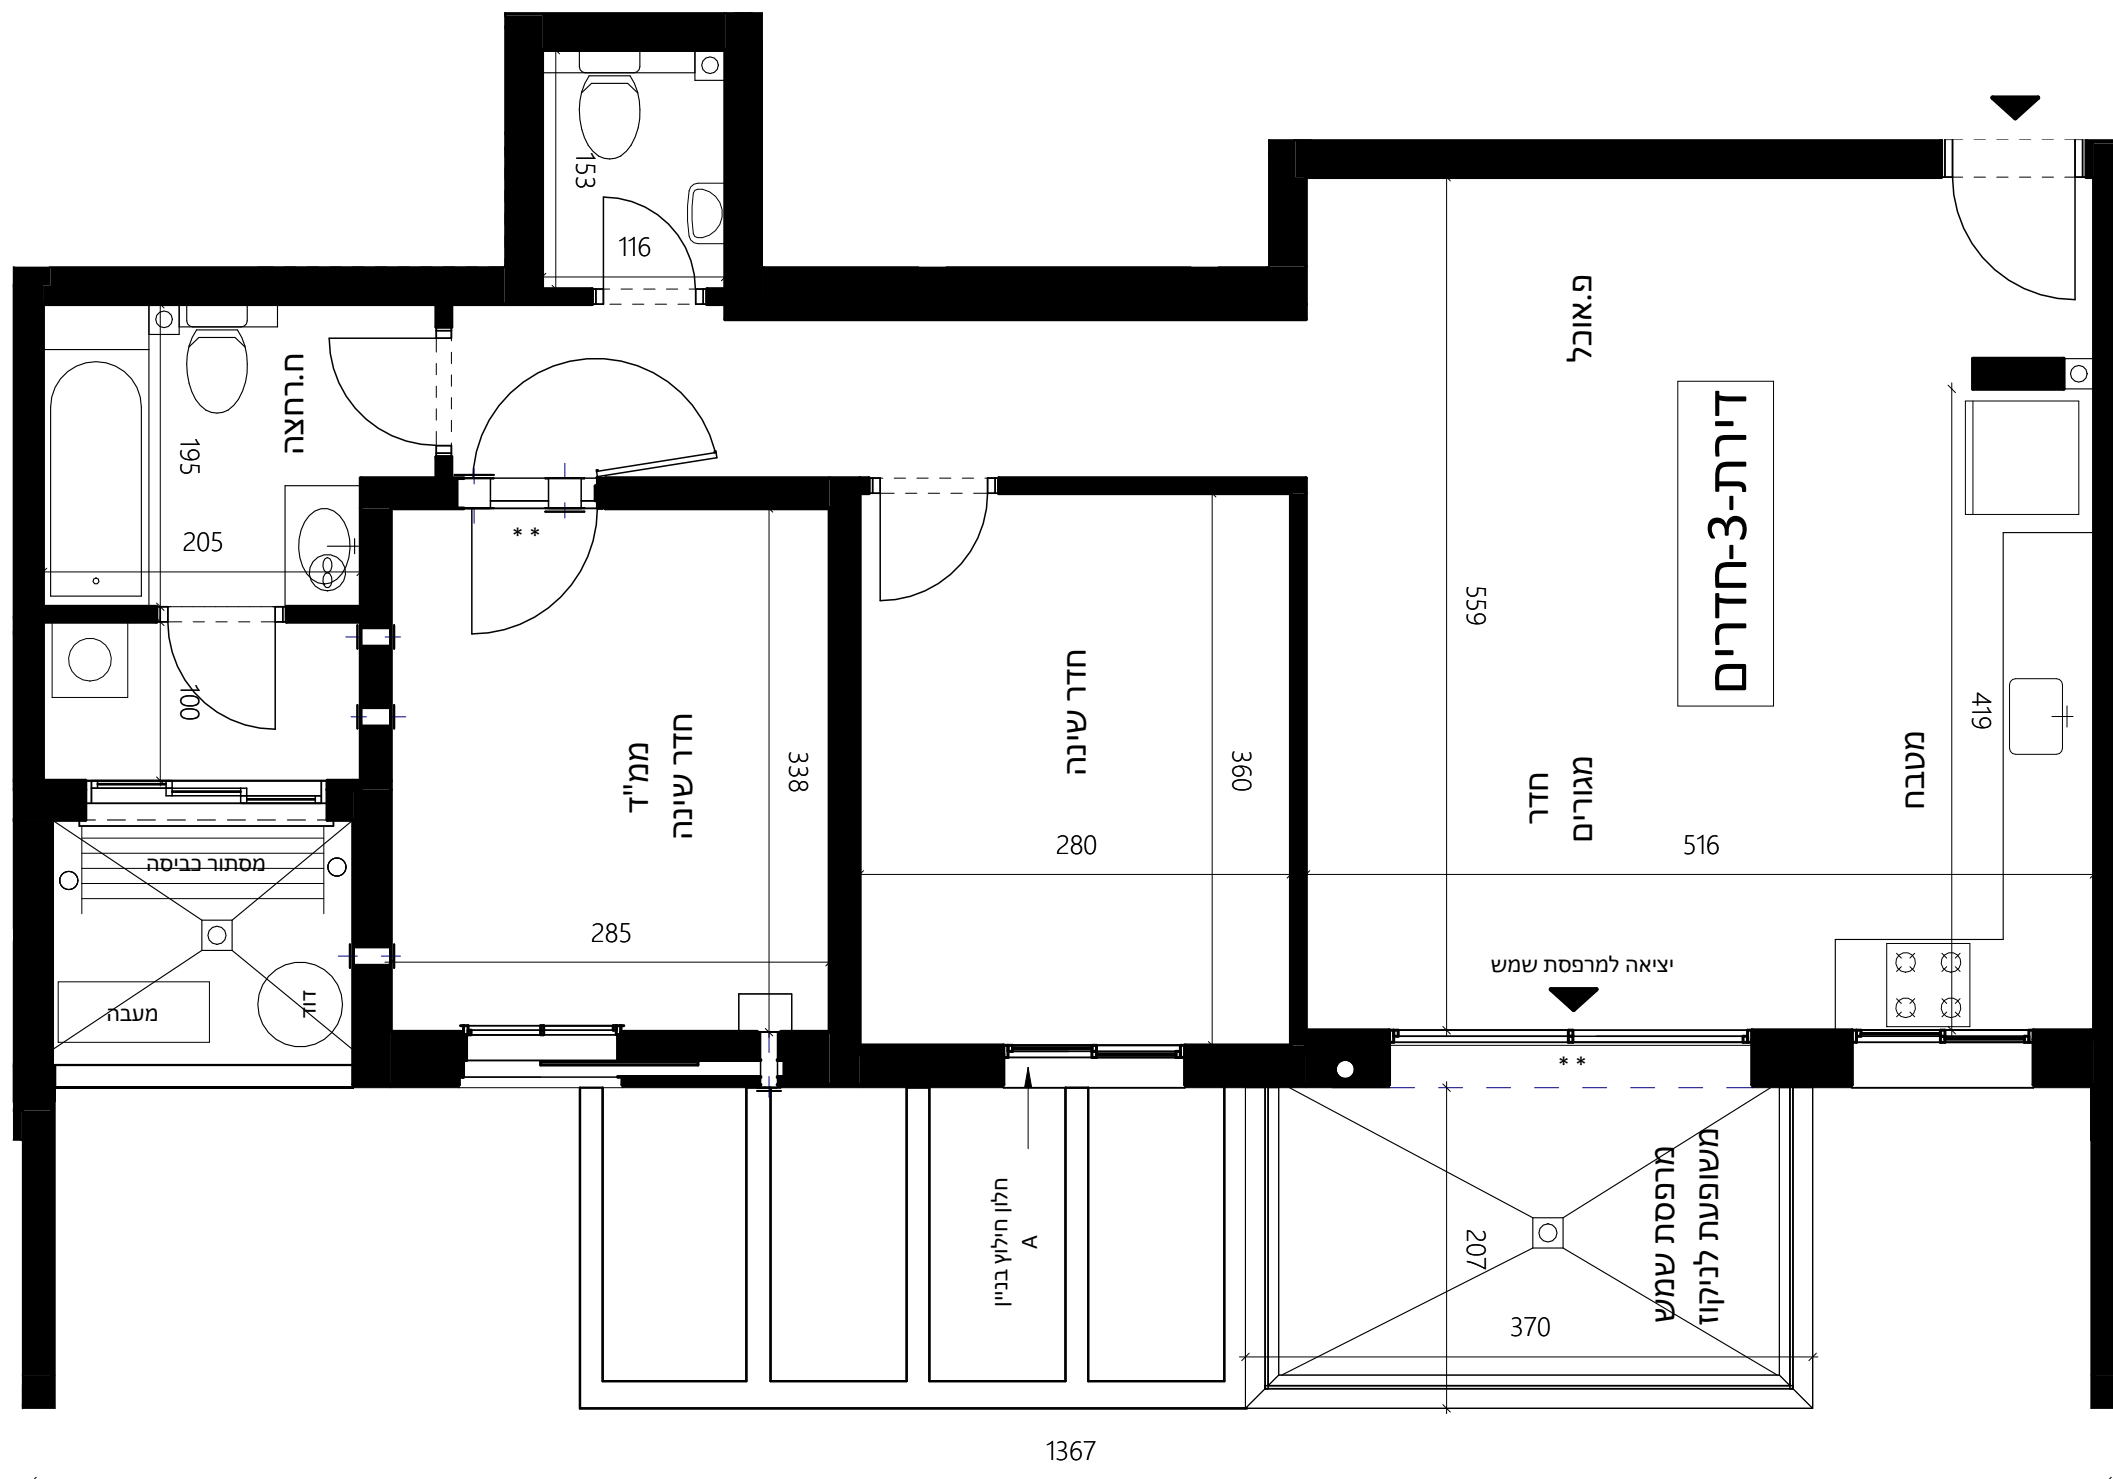 153
116
פ.אוכל
ח.רחצה
195
205
דירת-3-חדרים
* *
559
100
חדר שינה
ממ"ד
338
חדר שינה
360
419
מטבח
חדר
מגורים
280
516
מסתור כביסה
285
יציאה למרפסת שמש
דוד
מעבה
* *
חלון חילוץ בניין
A
מרפסת שמש
משופעת לניקוז
207
370
1367